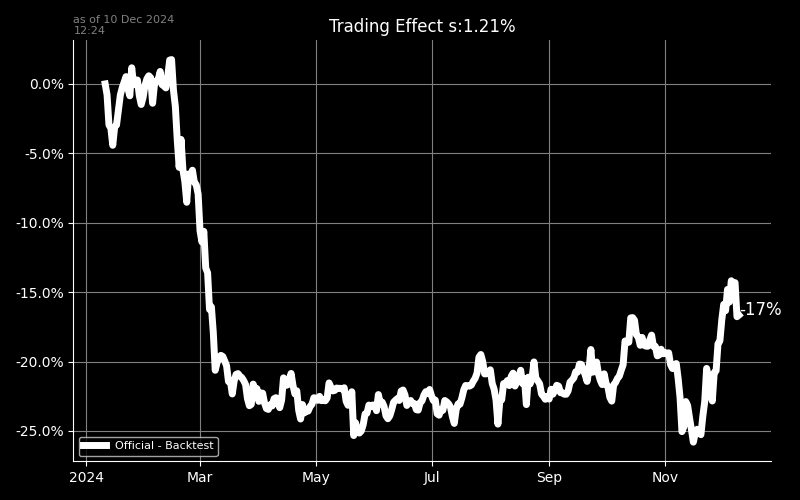 as of 10 Dec 2024
12:24
Trading Effect s:1.21%
0.0%
-5.0%
-10.0%
-15.0%
-17%
-20.0%
-25.0%
Official - Backtest
2024 Mar May Jul Sep Nov